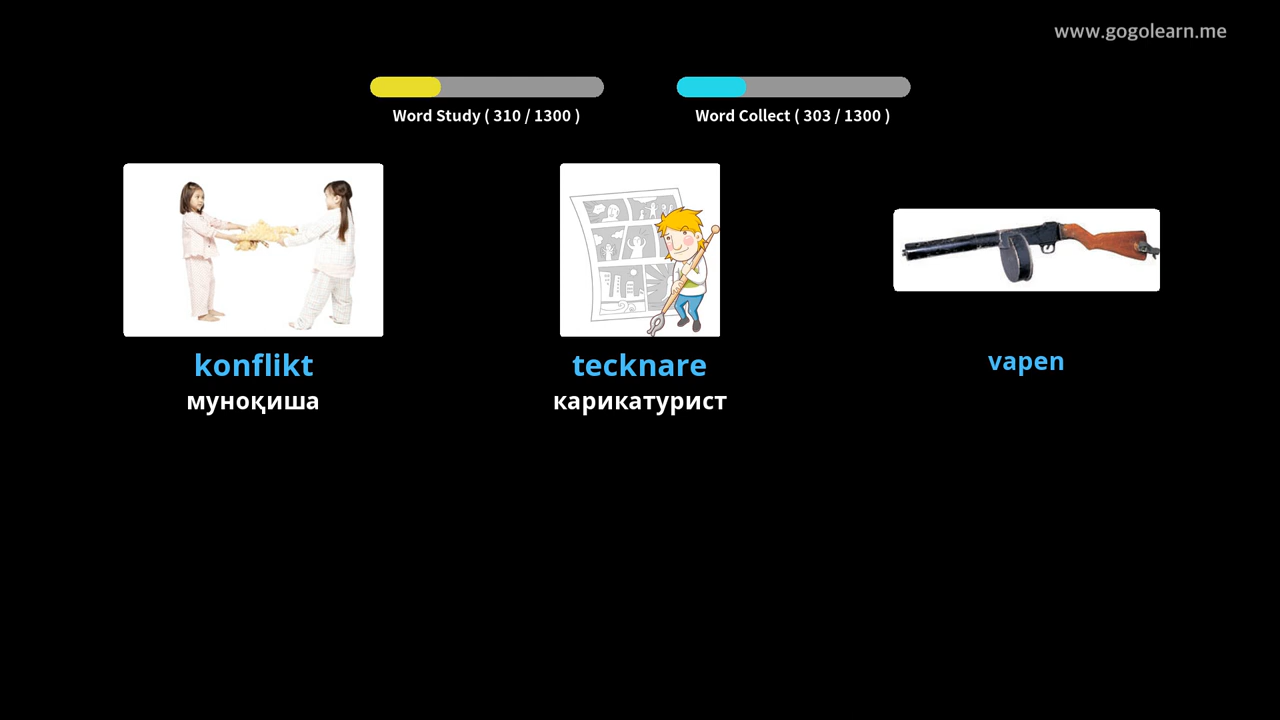 www.gogolearn.me
Word Study ( 310 / 1300 )
Word Collect ( 303 / 1300 )
konflikt
муноқиша
tecknare
карикатурист
vapen